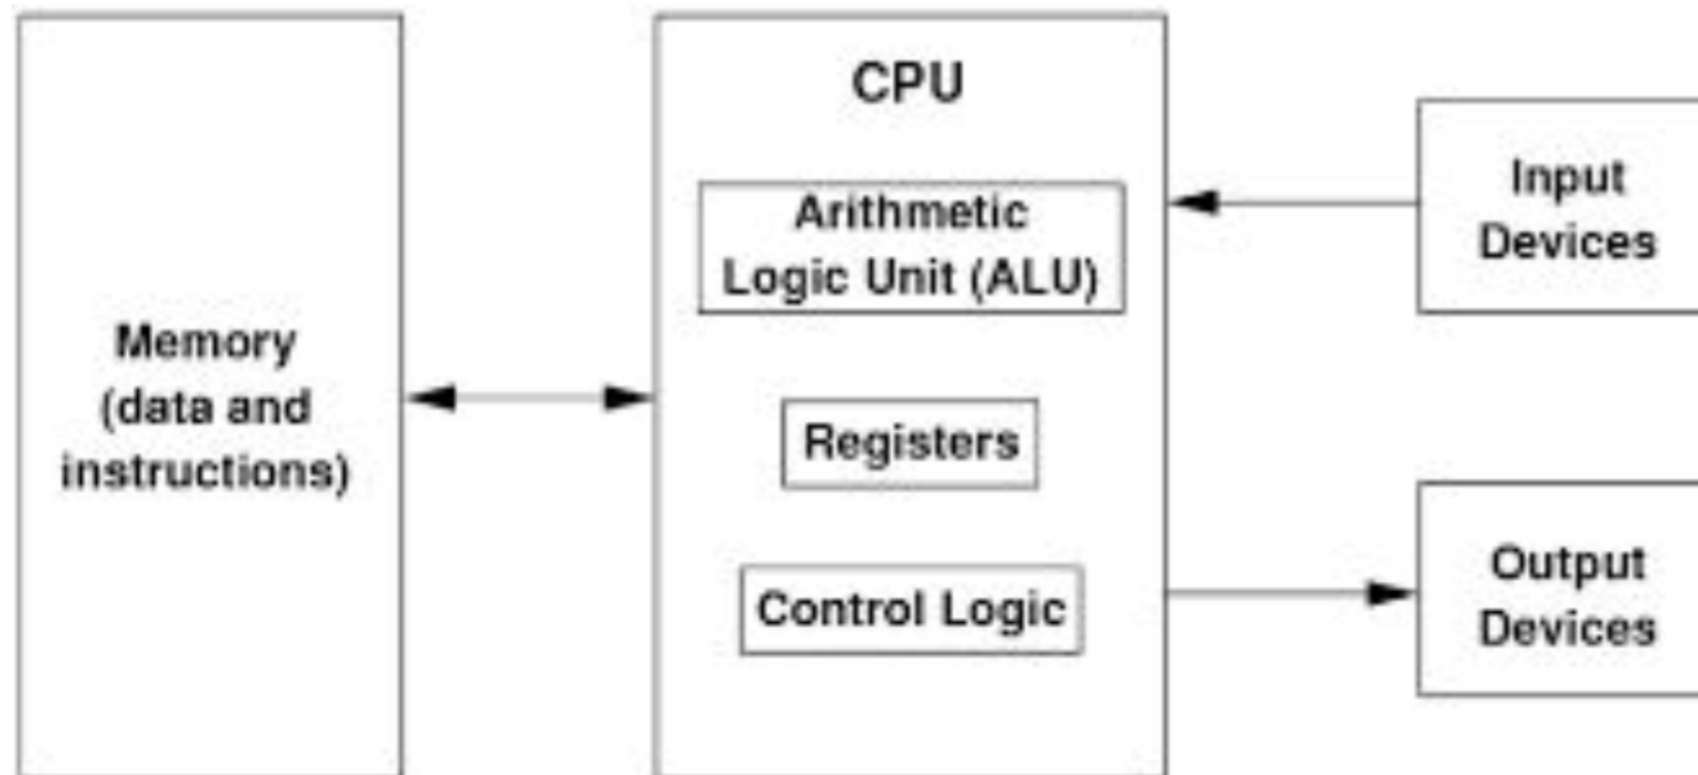 Memory
(data and
instructions)
CPU
Arithmetic
Logic Unit (ALU)
Registers
Control Logic
Input
Devices
Output
Devices